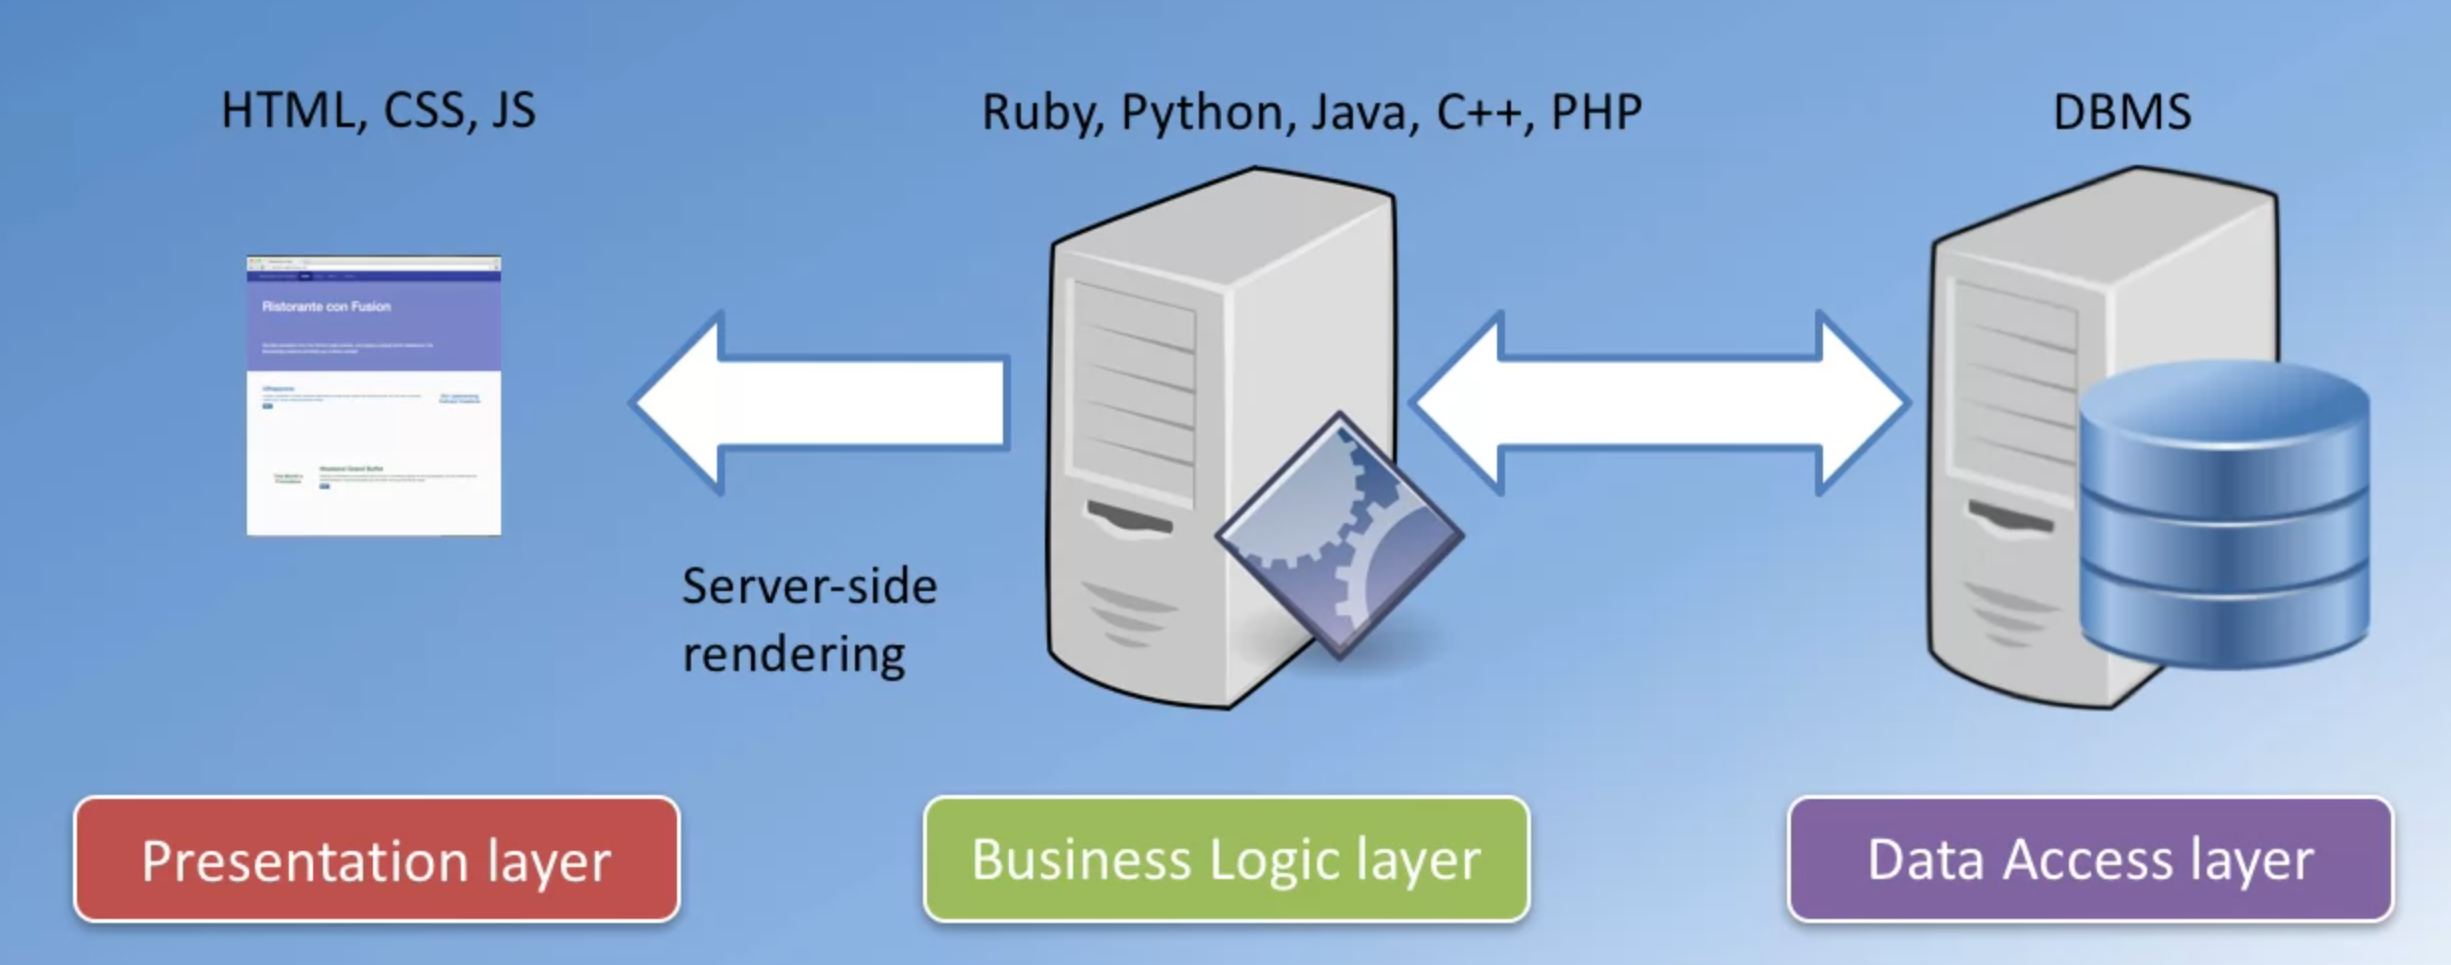 HTML, CSS, JS
Ruby, Python, Java, C++, PHP
DBMS
Ristorante con Fusion
Server-side
rendering
Presentation layer
Business Logic layer
Data Access layer